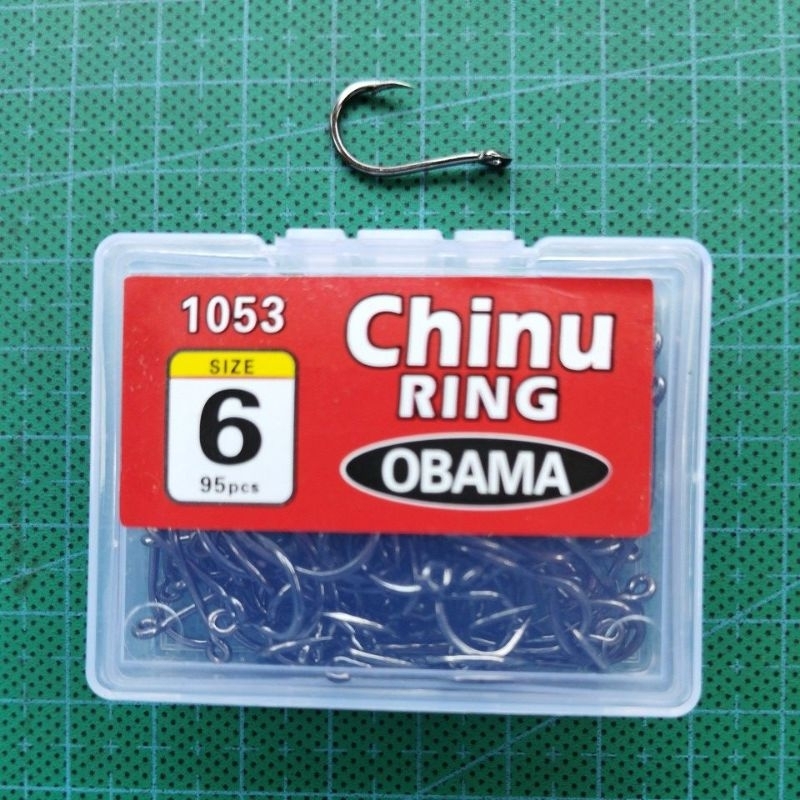 1053
SIZE
6
95pcs
Chinu
RING
OBAMA